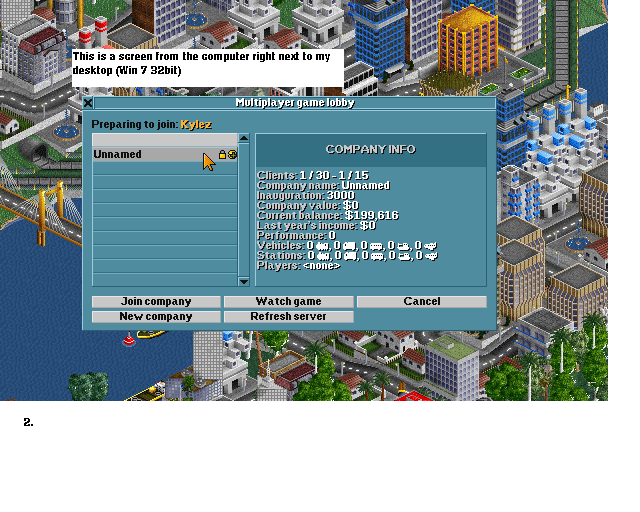 This is a screen from the computer right next to my
desktop (Win 7 32bit)
Multiplayer game lobby
Preparing to join: Kylez
Unnamed
COMPANY INFO
Clients: 1 / 30 - 1 / 15
Company name: Unnamed
Inauguration: 3000
Company value: $0
Current balance: $199,616
Last year's income: $0
Performance: 0
Vehicles: 0 , 0 , 0 , 0 , 0
Stations: 0 , 0 , 0 , 0 , 0
Players: <none>
Join company
Watch game
Cancel
New company
Refresh server
2.